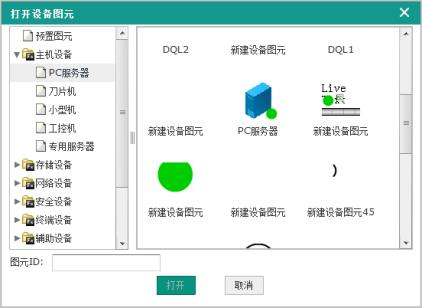 打开设备图元
预置图元
主机设备
PC服务器
刀片机
小型机
工控机
专用服务器
存储设备
网络设备
安全设备
终端设备
辅助设备
DQL2 新建设备图元 DQL1
Live
新建设备图元 PC服务器 新建设备图元
新建设备图元 新建设备图元 新建设备图元45
图元ID:
打开 取消